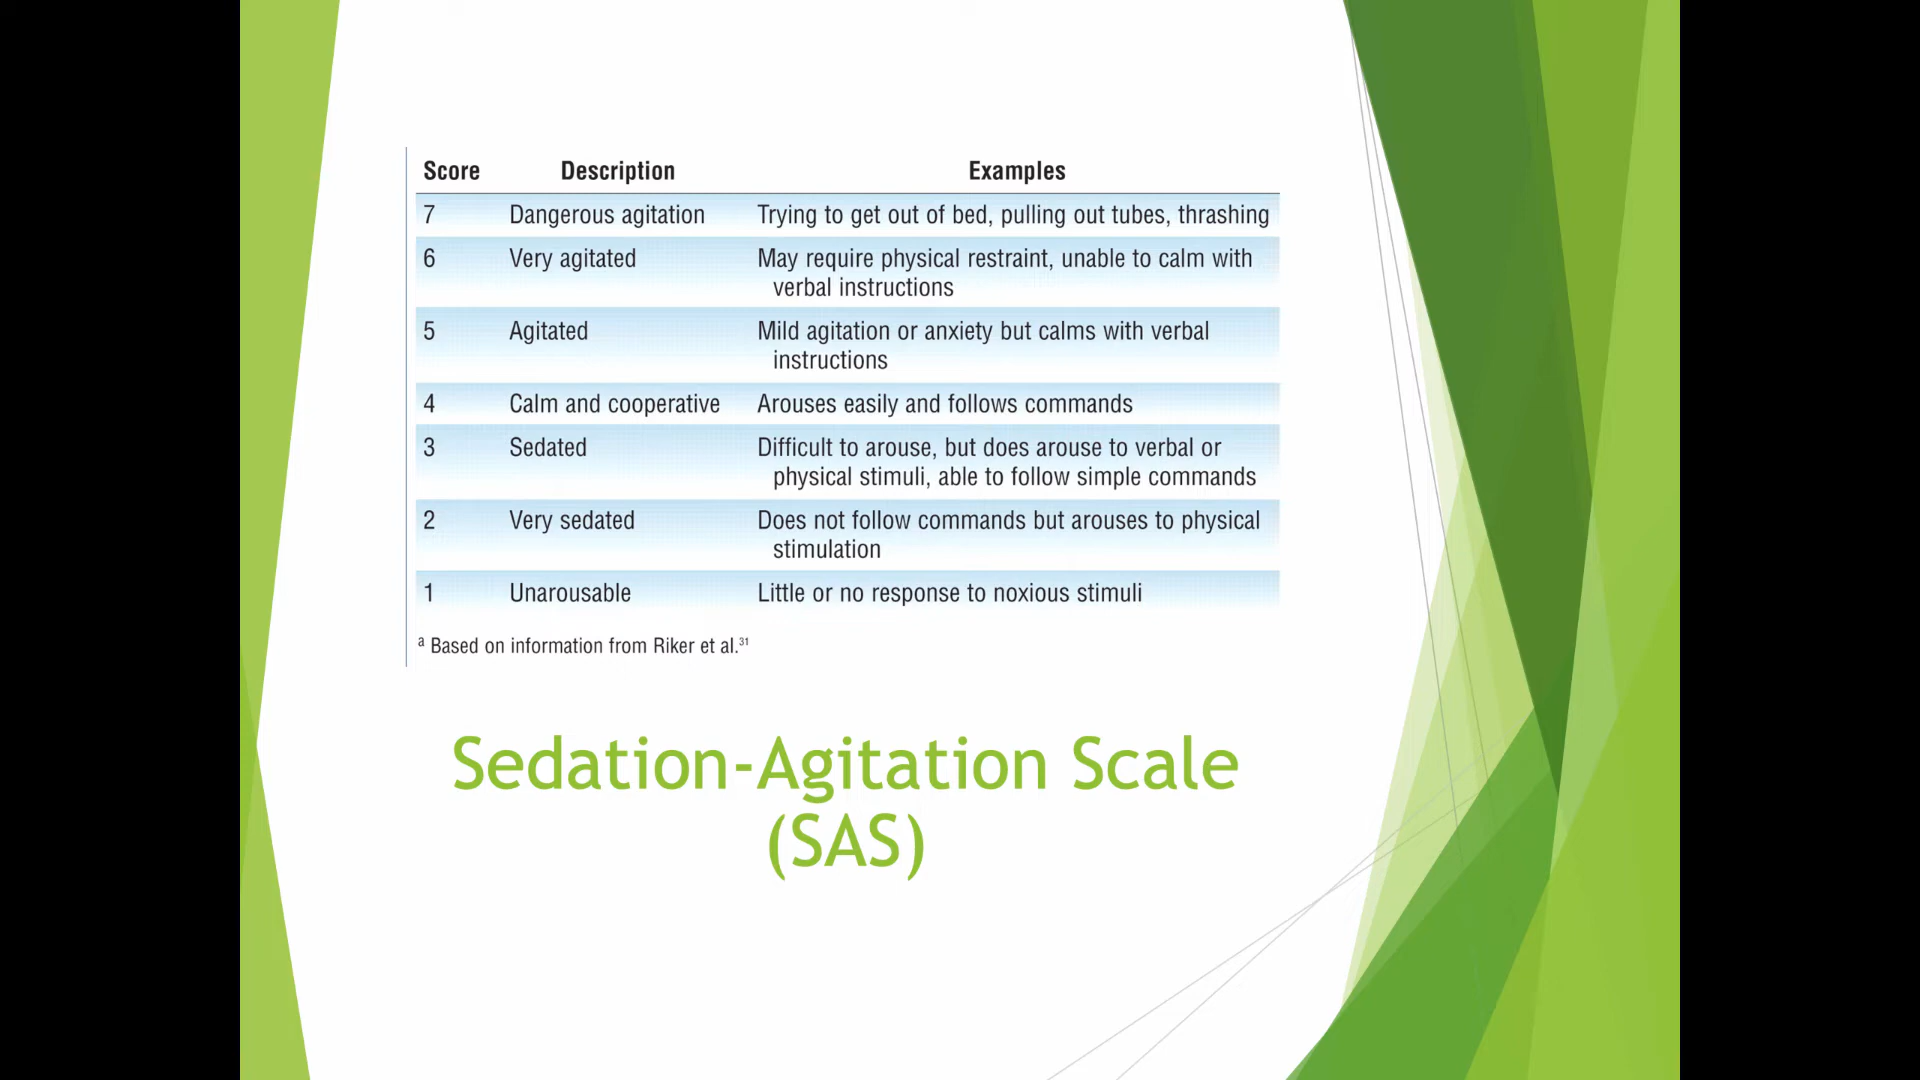 Score Description Examples
7 Dangerous agitation Trying to get out of bed, pulling out tubes, thrashing
6 Very agitated May require physical restraint, unable to calm with
verbal instructions
5 Agitated Mild agitation or anxiety but calms with verbal
instructions
4 Calm and cooperative Arouses easily and follows commands
3 Sedated Difficult to arouse, but does arouse to verbal or
physical stimuli, able to follow simple commands
2 Very sedated Does not follow commands but arouses to physical
stimulation
1 Unarousable Little or no response to noxious stimuli
a Based on information from Riker et al.31
Sedation-Agitation Scale
(SAS)